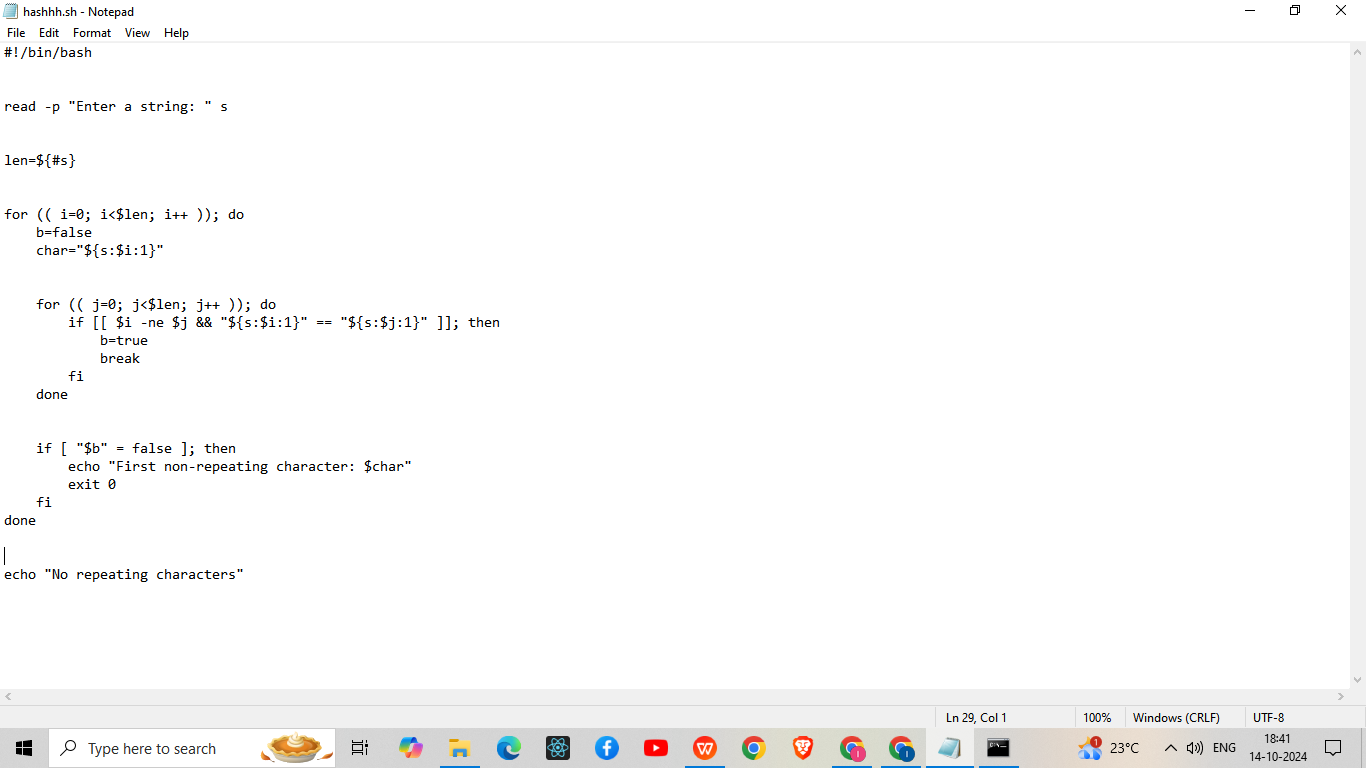 hashhh.sh - Notepad
File Edit Format View Help
#!/bin/bash
read -p "Enter a string: " s
len=${#s}
for (( i=0; i<$len; i++ )); do
    b=false
    char="${s:$i:1}"
    for (( j=0; j<$len; j++ )); do
        if [[ $i -ne $j && "${s:$i:1}" == "${s:$j:1}" ]]; then
            b=true
            break
        fi
    done
    if [ "$b" = false ]; then
        echo "First non-repeating character: $char"
        exit 0
    fi
done
echo "No repeating characters"
Ln 29, Col 1 100% Windows (CRLF) UTF-8
Type here to search
1 23°C ENG 18:41
14-10-2024